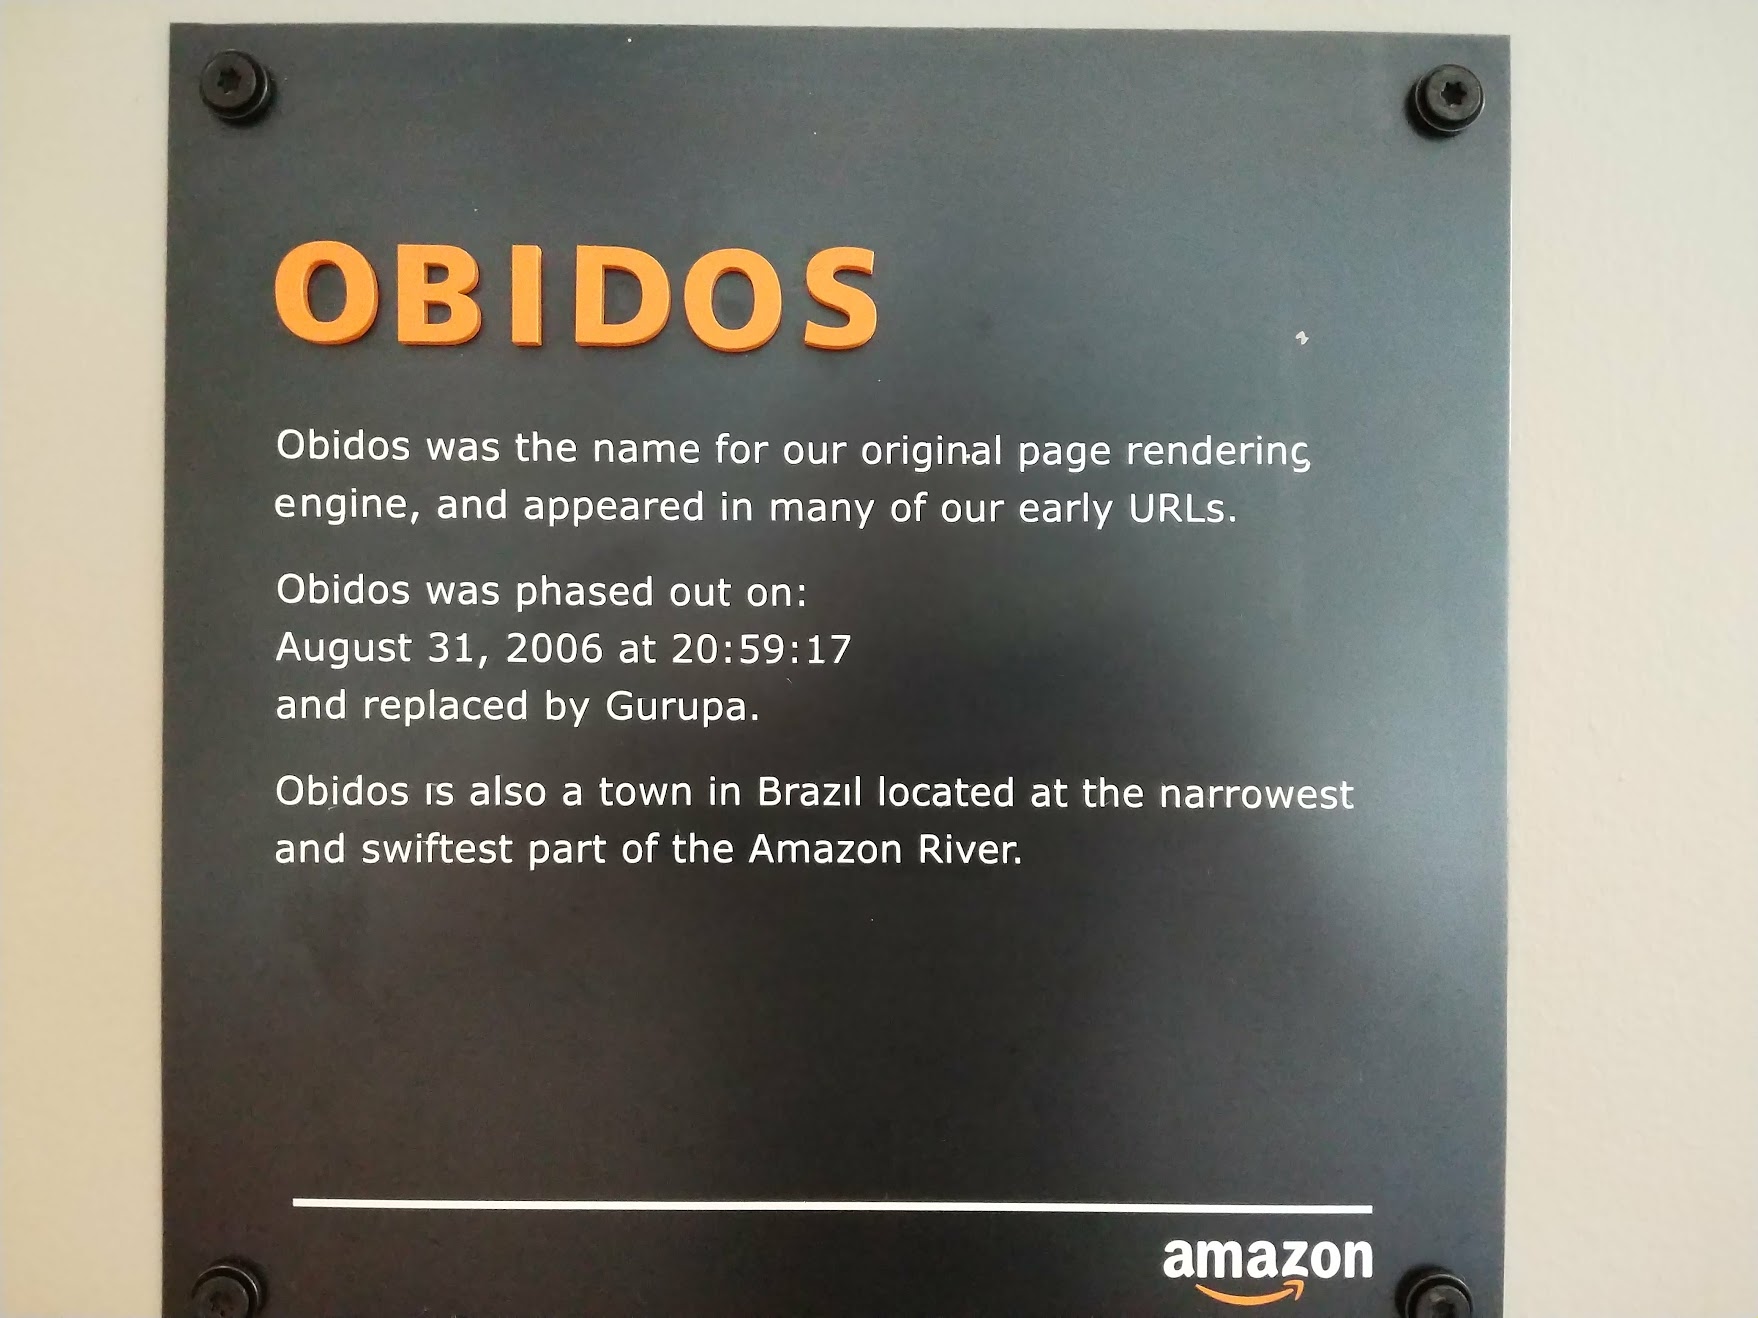 OBIDOS
Obidos was the name for our original page rendering
engine, and appeared in many of our early URLs.
Obidos was phased out on:
August 31, 2006 at 20:59:17
and replaced by Gurupa.
Obidos is also a town in Brazil located at the narrowest
and swiftest part of the Amazon River.
amazon